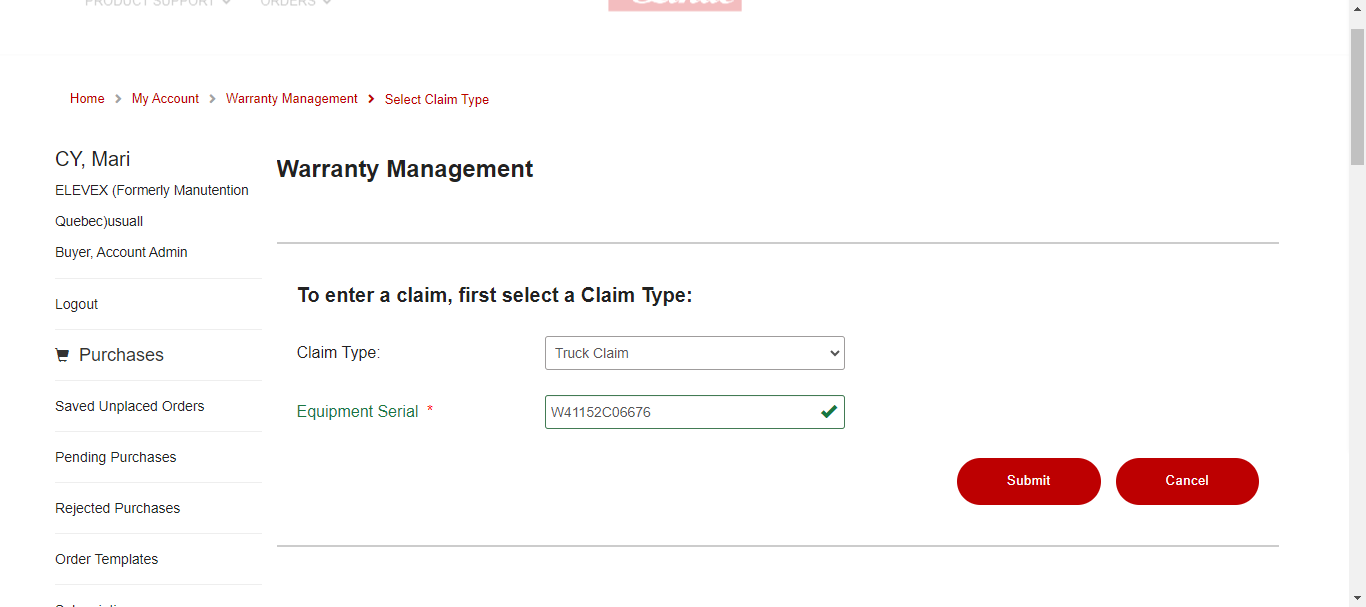 PRODUCT SUPPORT ORDERS
Home My Account Warranty Management Select Claim Type
CY, Mari
ELEVEX (Formerly Manutention
Quebec)usuall
Buyer, Account Admin
Logout
Purchases
Saved Unplaced Orders
Pending Purchases
Rejected Purchases
Order Templates
Warranty Management
To enter a claim, first select a Claim Type:
Claim Type: Truck Claim
Equipment Serial * W41152C06676
Submit Cancel